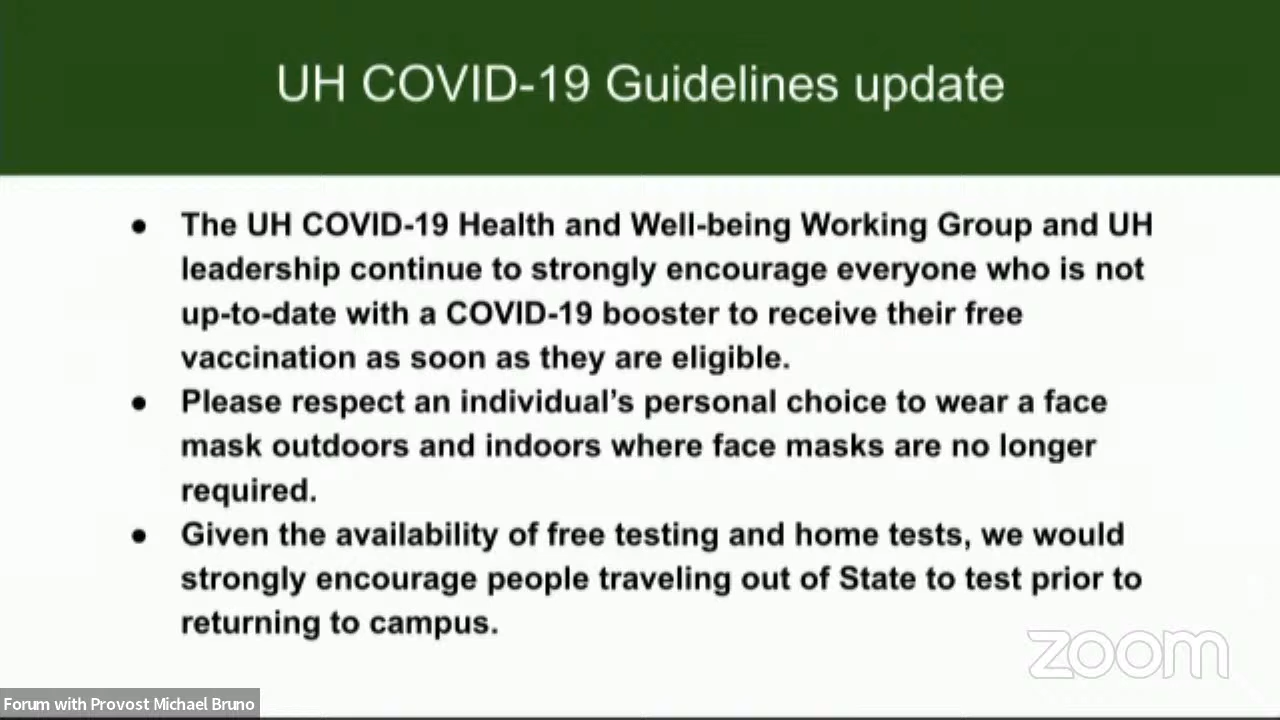 UH COVID-19 Guidelines update
● The UH COVID-19 Health and Well-being Working Group and UH
leadership continue to strongly encourage everyone who is not
up-to-date with a COVID-19 booster to receive their free
vaccination as soon as they are eligible.
● Please respect an individual’s personal choice to wear a face
mask outdoors and indoors where face masks are no longer
required.
● Given the availability of free testing and home tests, we would
strongly encourage people traveling out of State to test prior to
returning to campus.
zoom
Forum with Provost Michael Bruno